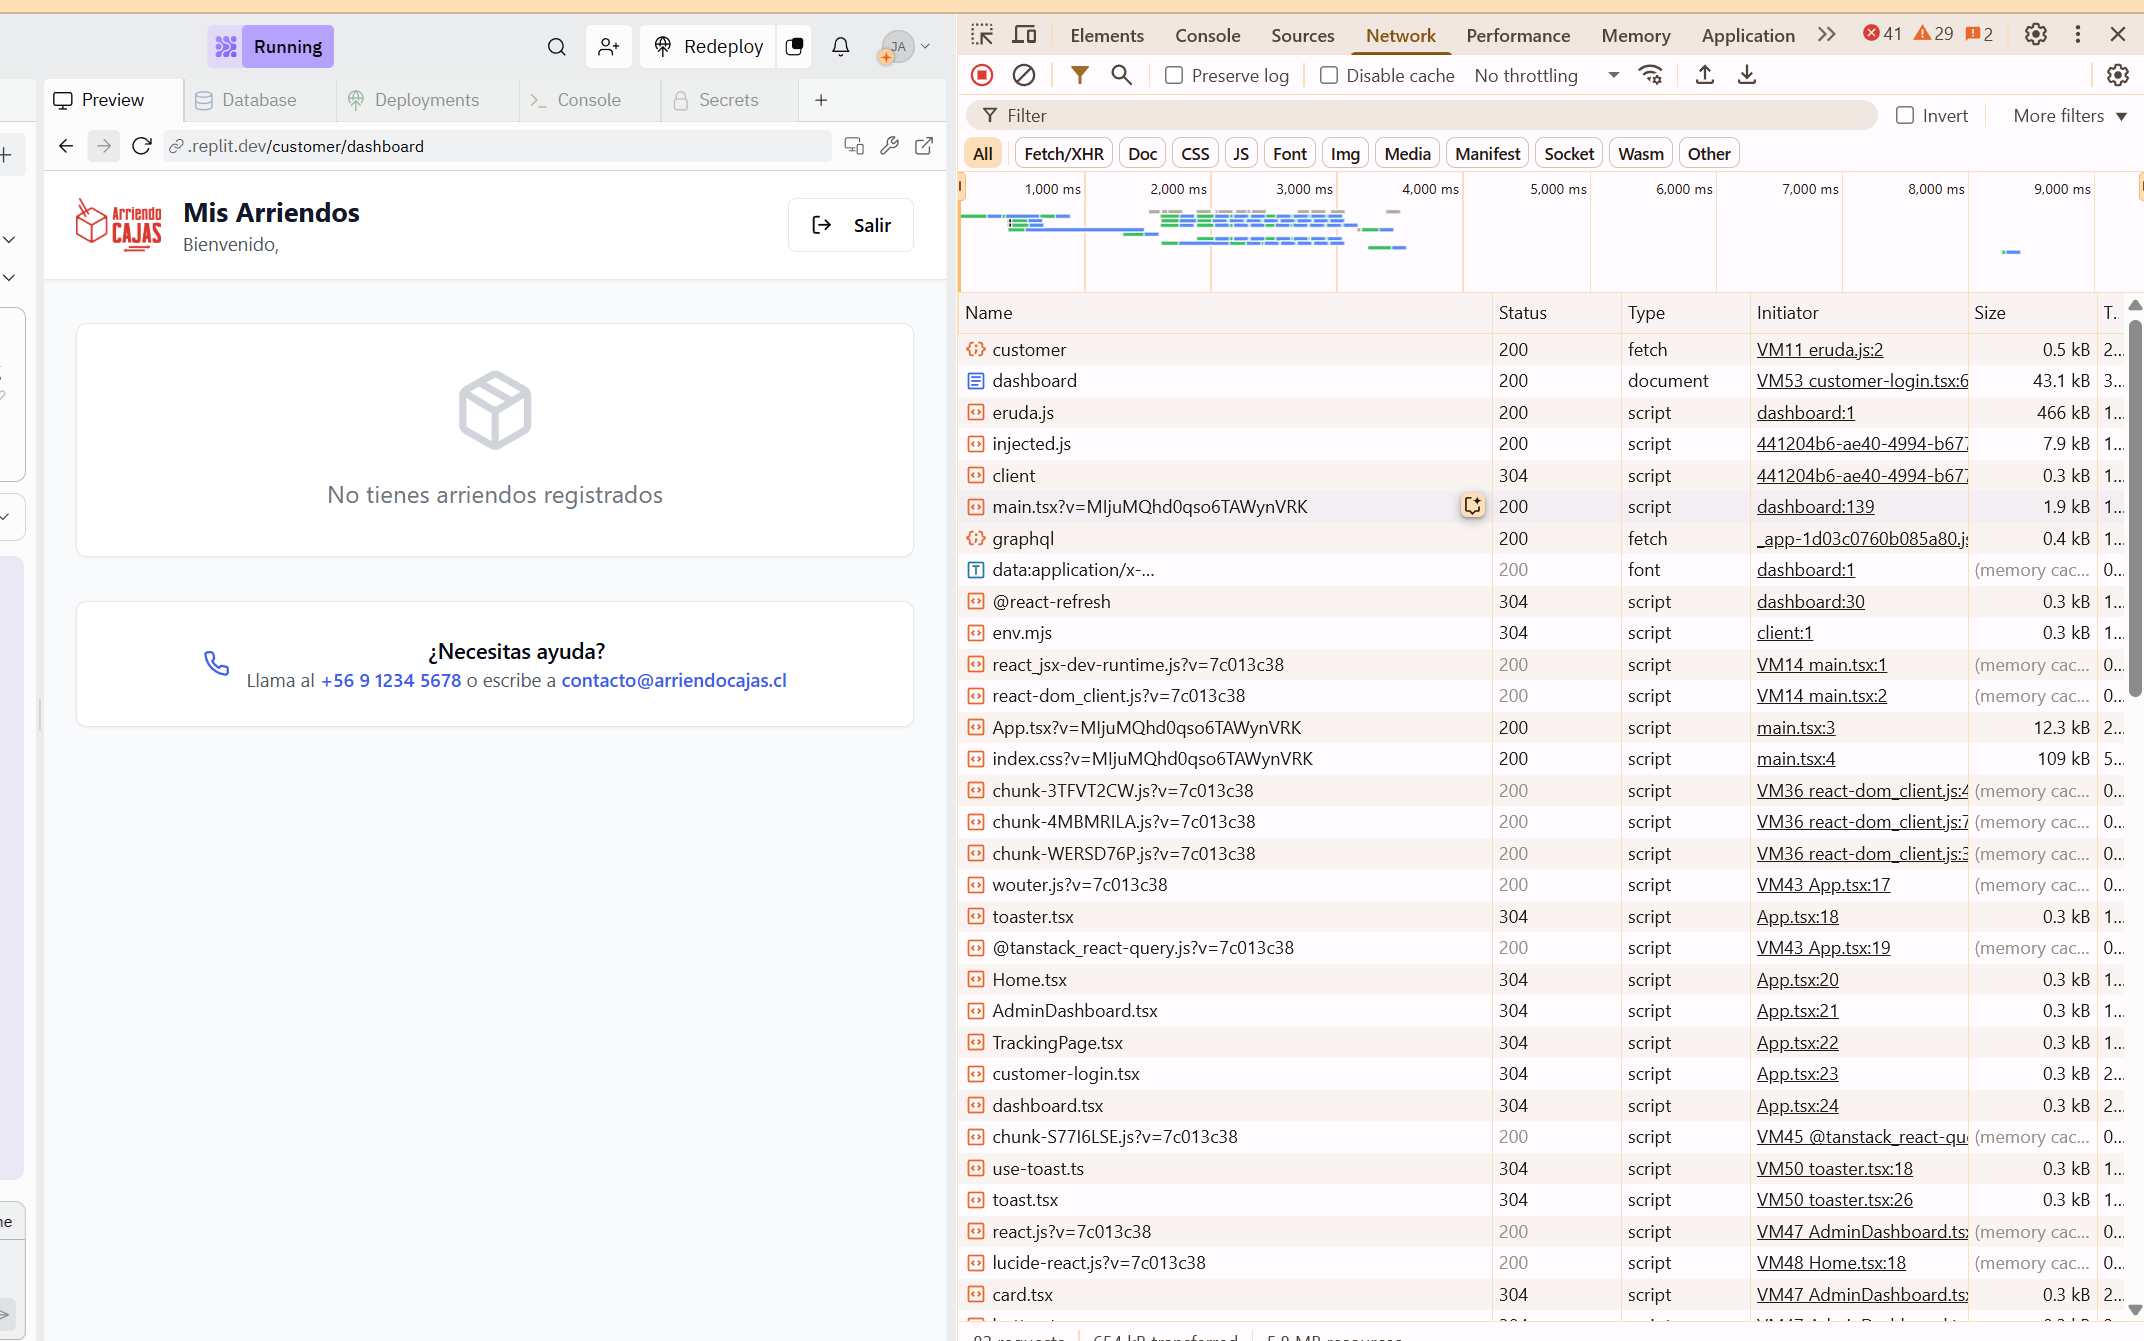 Running
Redeploy
JA
Preview
Database
Deployments
Console
Secrets
.replit.dev/customer/dashboard
Arriendo
CAJAS
Mis Arriendos
Bienvenido,
Salir
No tienes arriendos registrados
¿Necesitas ayuda?
Llama al +56 9 1234 5678 o escribe a contacto@arriendocajas.cl
Elements Console Sources Network Performance Memory Application 41 29 2
Preserve log Disable cache No throttling
Filter Invert More filters
All Fetch/XHR Doc CSS JS Font Img Media Manifest Socket Wasm Other
1,000 ms 2,000 ms 3,000 ms 4,000 ms 5,000 ms 6,000 ms 7,000 ms 8,000 ms 9,000 ms
Name Status Type Initiator Size T.
customer 200 fetch VM11 eruda.js:2 0.5 kB 2...
dashboard 200 document VM53 customer-login.tsx:6 43.1 kB 3...
eruda.js 200 script dashboard:1 466 kB 1...
injected.js 200 script 441204b6-ae40-4994-b677 7.9 kB 1...
client 304 script 441204b6-ae40-4994-b677 0.3 kB 1...
main.tsx?v=MIjuMQhd0qso6TAWynVRK 200 script dashboard:139 1.9 kB 1...
graphql 200 fetch _app-1d03c0760b085a80.js 0.4 kB 1...
data:application/x-... 200 font dashboard:1 (memory cac... 0...
@react-refresh 304 script dashboard:30 0.3 kB 1...
env.mjs 304 script client:1 0.3 kB 1...
react_jsx-dev-runtime.js?v=7c013c38 200 script VM14 main.tsx:1 (memory cac... 0...
react-dom_client.js?v=7c013c38 200 script VM14 main.tsx:2 (memory cac... 0...
App.tsx?v=MIjuMQhd0qso6TAWynVRK 200 script main.tsx:3 12.3 kB 2...
index.css?v=MIjuMQhd0qso6TAWynVRK 200 script main.tsx:4 109 kB 5...
chunk-3TFVT2CW.js?v=7c013c38 200 script VM36 react-dom_client.js:4 (memory cac... 0...
chunk-4MBMRILA.js?v=7c013c38 200 script VM36 react-dom_client.js:7 (memory cac... 0...
chunk-WERSD76P.js?v=7c013c38 200 script VM36 react-dom_client.js:3 (memory cac... 0...
wouter.js?v=7c013c38 200 script VM43 App.tsx:17 (memory cac... 0...
toaster.tsx 304 script App.tsx:18 0.3 kB 1...
@tanstack_react-query.js?v=7c013c38 200 script VM43 App.tsx:19 (memory cac... 0...
Home.tsx 304 script App.tsx:20 0.3 kB 1...
AdminDashboard.tsx 304 script App.tsx:21 0.3 kB 1...
TrackingPage.tsx 304 script App.tsx:22 0.3 kB 1...
customer-login.tsx 304 script App.tsx:23 0.3 kB 2...
dashboard.tsx 304 script App.tsx:24 0.3 kB 2...
chunk-S77I6LSE.js?v=7c013c38 200 script VM45 @tanstack_react-qu (memory cac... 0...
use-toast.ts 304 script VM50 toaster.tsx:18 0.3 kB 1...
toast.tsx 304 script VM50 toaster.tsx:26 0.3 kB 1...
react.js?v=7c013c38 200 script VM47 AdminDashboard.tsx (memory cac... 0...
lucide-react.js?v=7c013c38 200 script VM48 Home.tsx:18 (memory cac... 0...
card.tsx 304 script VM47 AdminDashboard.tsx 0.3 kB 2...